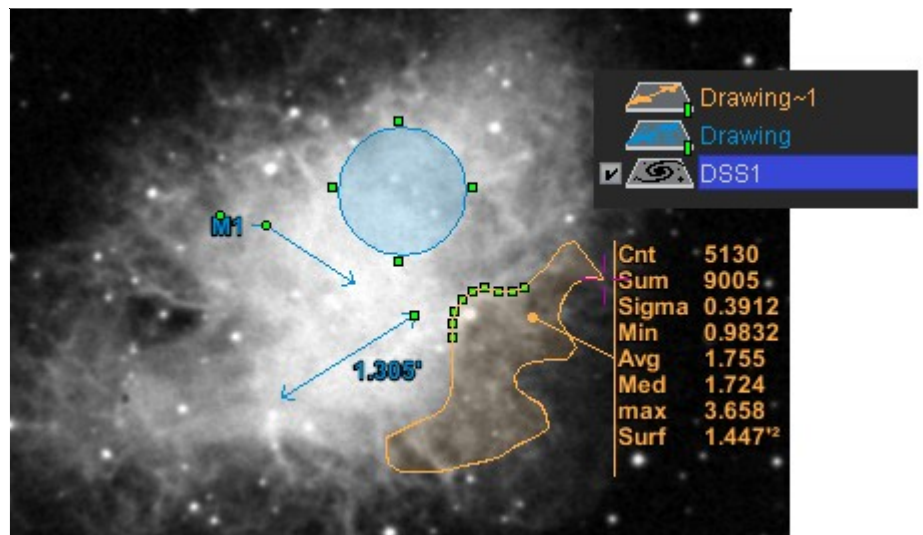 Drawing~1
Drawing
DSS1
M1
1.305'
Cnt 5130
Sum 9005
Sigma 0.3912
Min 0.9832
Avg 1.755
Med 1.724
max 3.658
Surf 1.447'²